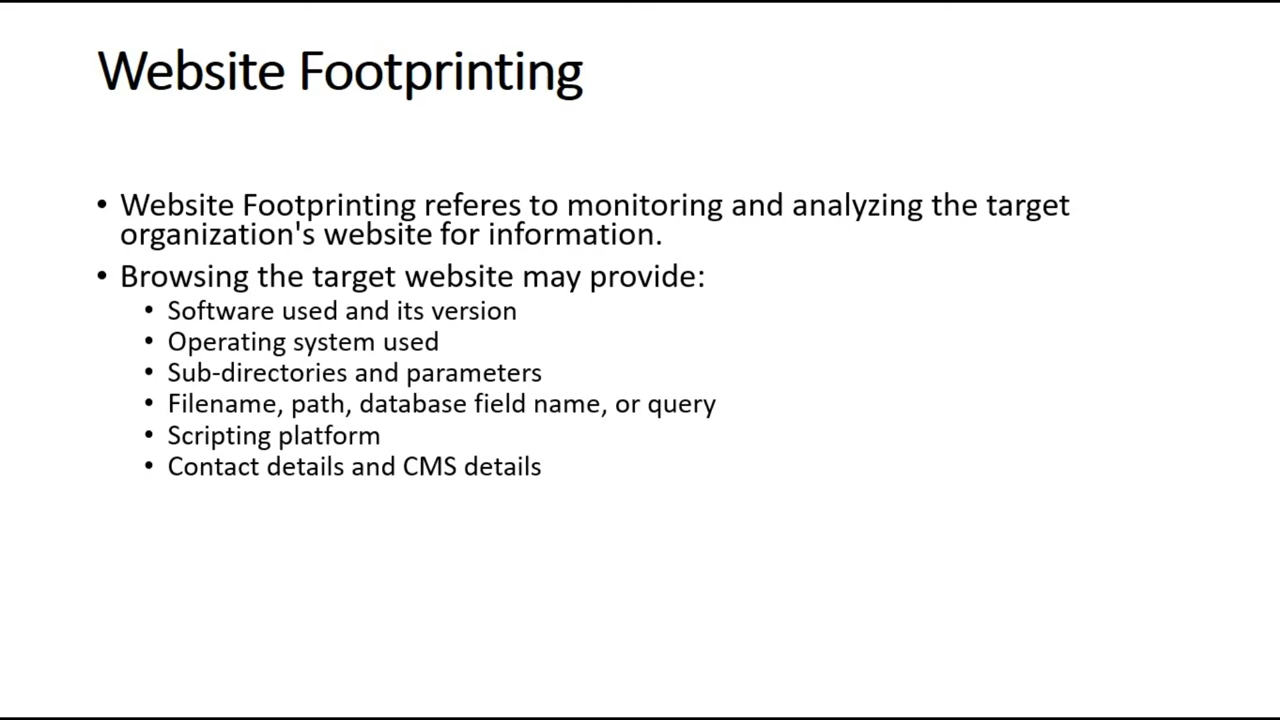 Website Footprinting
• Website Footprinting referes to monitoring and analyzing the target
organization's website for information.
• Browsing the target website may provide:
• Software used and its version
• Operating system used
• Sub-directories and parameters
• Filename, path, database field name, or query
• Scripting platform
• Contact details and CMS details